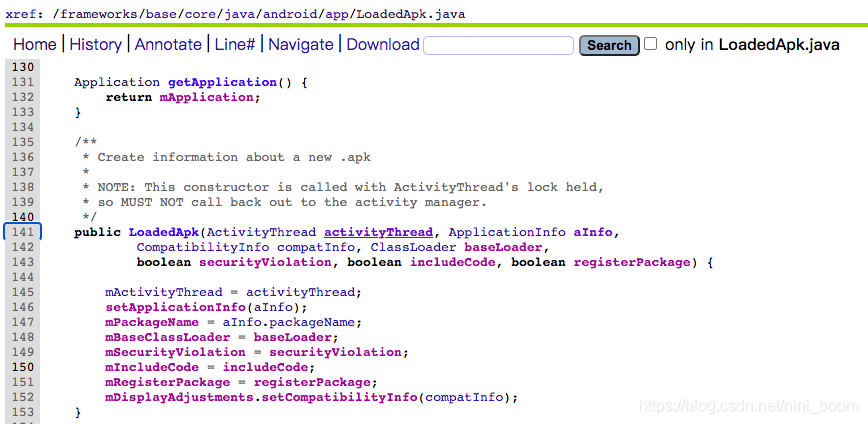 xref: /frameworks/base/core/java/android/app/LoadedApk.java
Home | History | Annotate | Line# | Navigate | Download Search only in LoadedApk.java
130
131 Application getApplication() {
132 return mApplication;
133 }
134
135 /**
136 * Create information about a new .apk
137 *
138 * NOTE: This constructor is called with ActivityThread's lock held,
139 * so MUST NOT call back out to the activity manager.
140 */
141 public LoadedApk(ActivityThread activityThread, ApplicationInfo aInfo,
142 CompatibilityInfo compatInfo, ClassLoader baseLoader,
143 boolean securityViolation, boolean includeCode, boolean registerPackage) {
144
145 mActivityThread = activityThread;
146 setApplicationInfo(aInfo);
147 mPackageName = aInfo.packageName;
148 mBaseClassLoader = baseLoader;
149 mSecurityViolation = securityViolation;
150 mIncludeCode = includeCode;
151 mRegisterPackage = registerPackage;
152 mDisplayAdjustments.setCompatibilityInfo(compatInfo);
153 }
https://blog.csdn.net/nini_boom